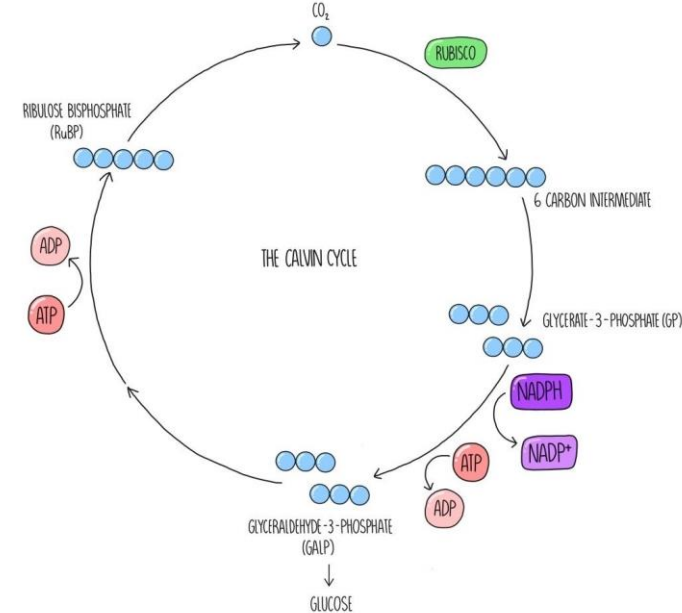 CO₂
RUBISCO
RIBULOSE BISPHOSPHATE
(RuBP)
6 CARBON INTERMEDIATE
ADP
THE CALVIN CYCLE
ATP
GLYCERATE-3-PHOSPHATE (GP)
NADPH
NADP+
ATP
ADP
GLYCERALDEHYDE-3-PHOSPHATE
(GALP)
GLUCOSE